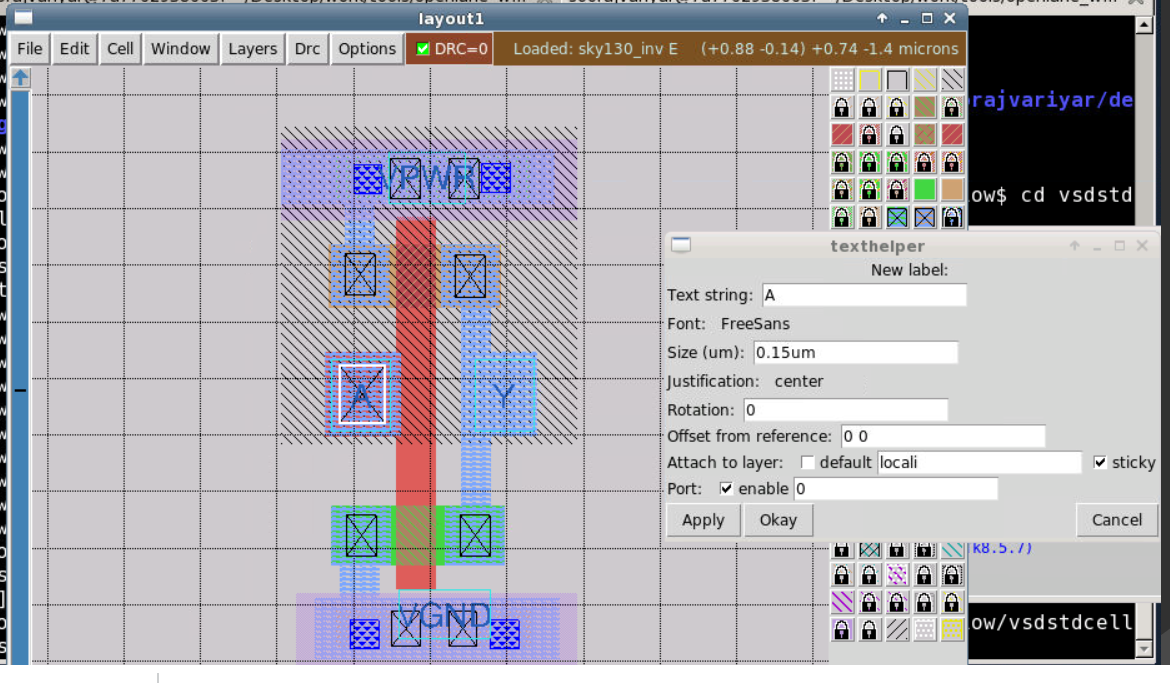 layout1
File Edit Cell Window Layers Drc Options DRC=0 Loaded: sky130_inv E (+0.88 -0.14) +0.74 -1.4 microns
rajvariyar/de
VPWR
ow$ cd vsdstd
texthelper
New label:
Text string: A
Font: FreeSans
Size (um): 0.15um
Justification: center
Rotation: 0
Offset from reference: 0 0
Attach to layer: default locali sticky
Port: enable 0
Apply Okay Cancel
A Y
k8.5.7)
VGND
ow/vsdstdcell